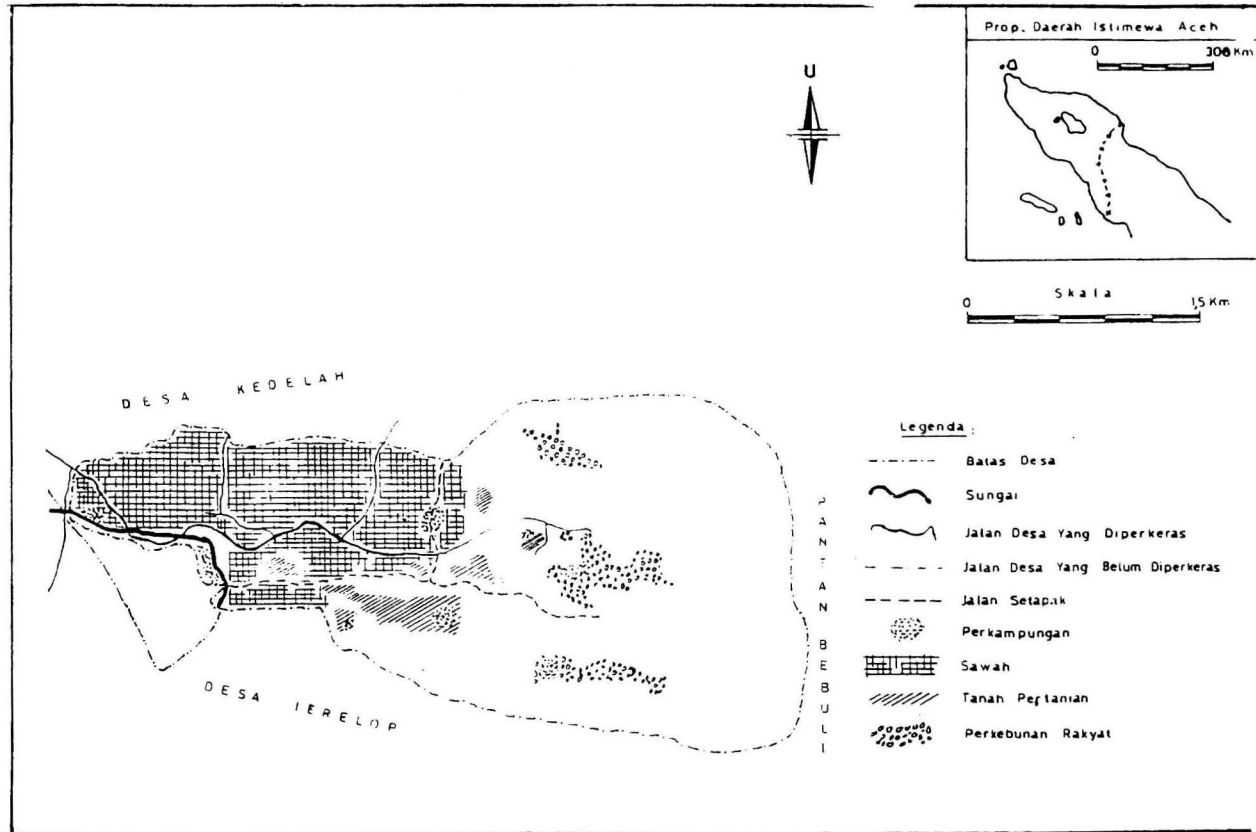 Prop. Daerah Istimewa Aceh
0 300 Km
U
Skala
0 1,5 Km
DESA KEDELAH
DESA TERELOP
PANTAN BEBULI
Legenda :
Batas Desa
Sungai
Jalan Desa Yang Diperkeras
Jalan Desa Yang Belum Diperkeras
Jalan Setapak
Perkampungan
Sawah
Tanah Pertanian
Perkebunan Rakyat